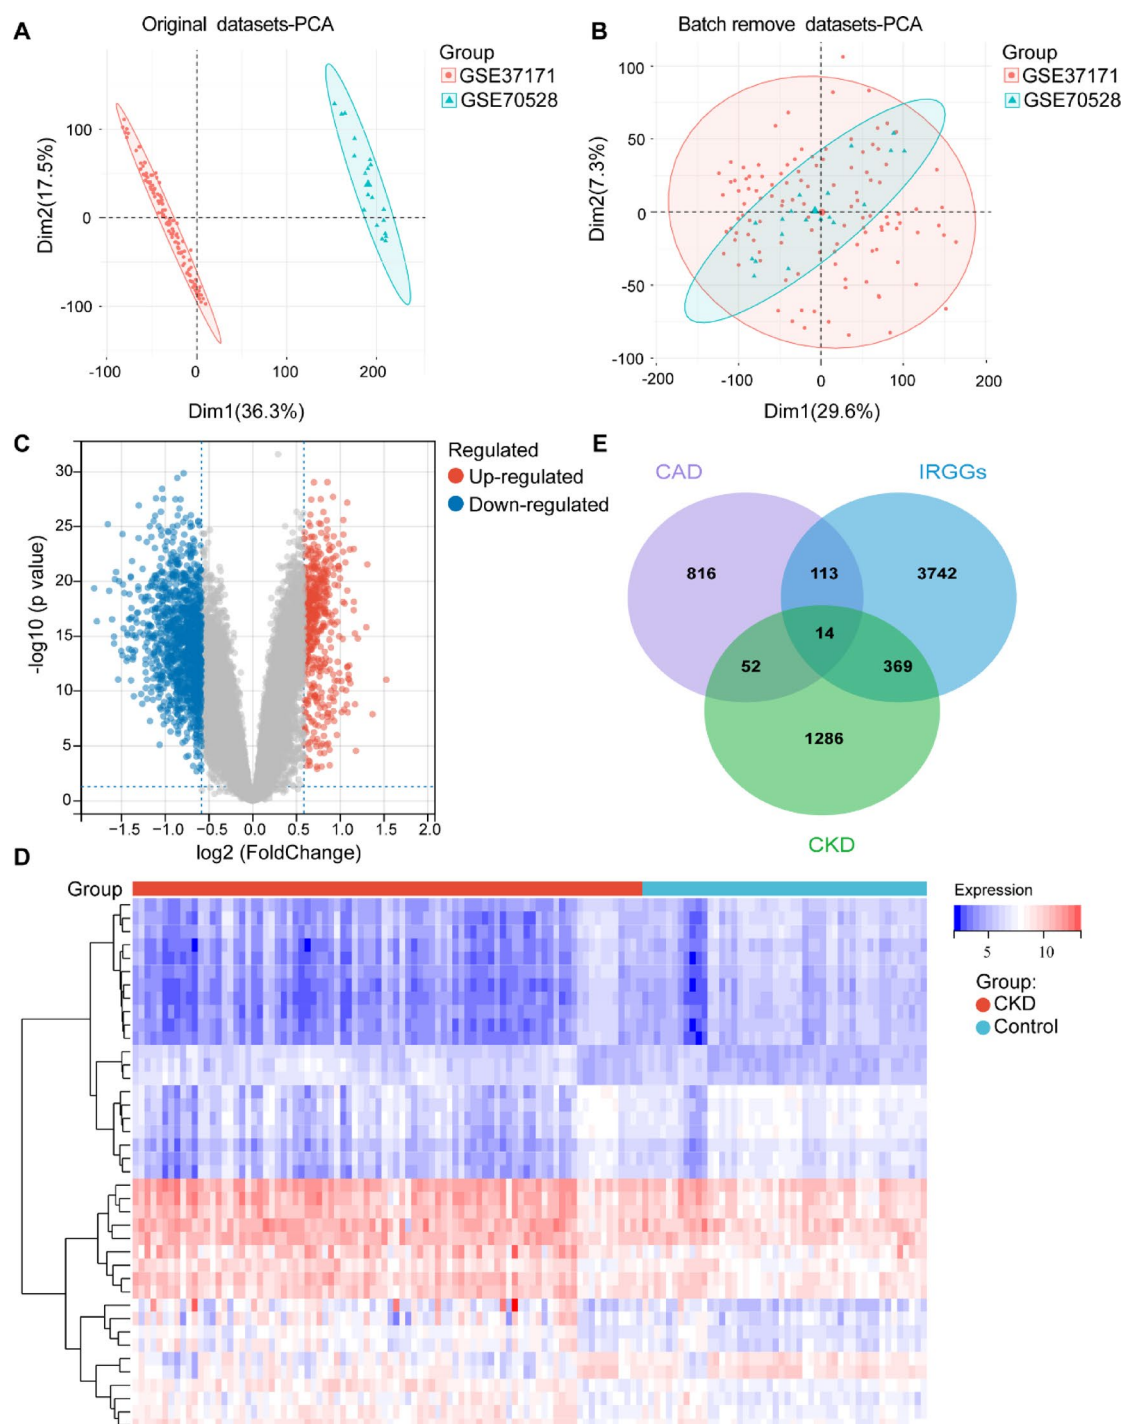 A
Original datasets-PCA
Group
GSE37171
GSE70528
100
0
-100
Dim2(17.5%)
-100
0
100
200
Dim1(36.3%)
B
Batch remove datasets-PCA
Group
GSE37171
GSE70528
100
50
0
-50
-100
Dim2(7.3%)
-200
-100
0
100
200
Dim1(29.6%)
C
Regulated
Up-regulated
Down-regulated
30
25
20
15
10
5
0
-log10 (p value)
−1.5
−1.0
−0.5
0.0
0.5
1.0
1.5
2.0
log2 (FoldChange)
E
CAD
IRGGs
816
113
3742
14
52
369
1286
CKD
D
Group
Expression
5
10
Group:
CKD
Control